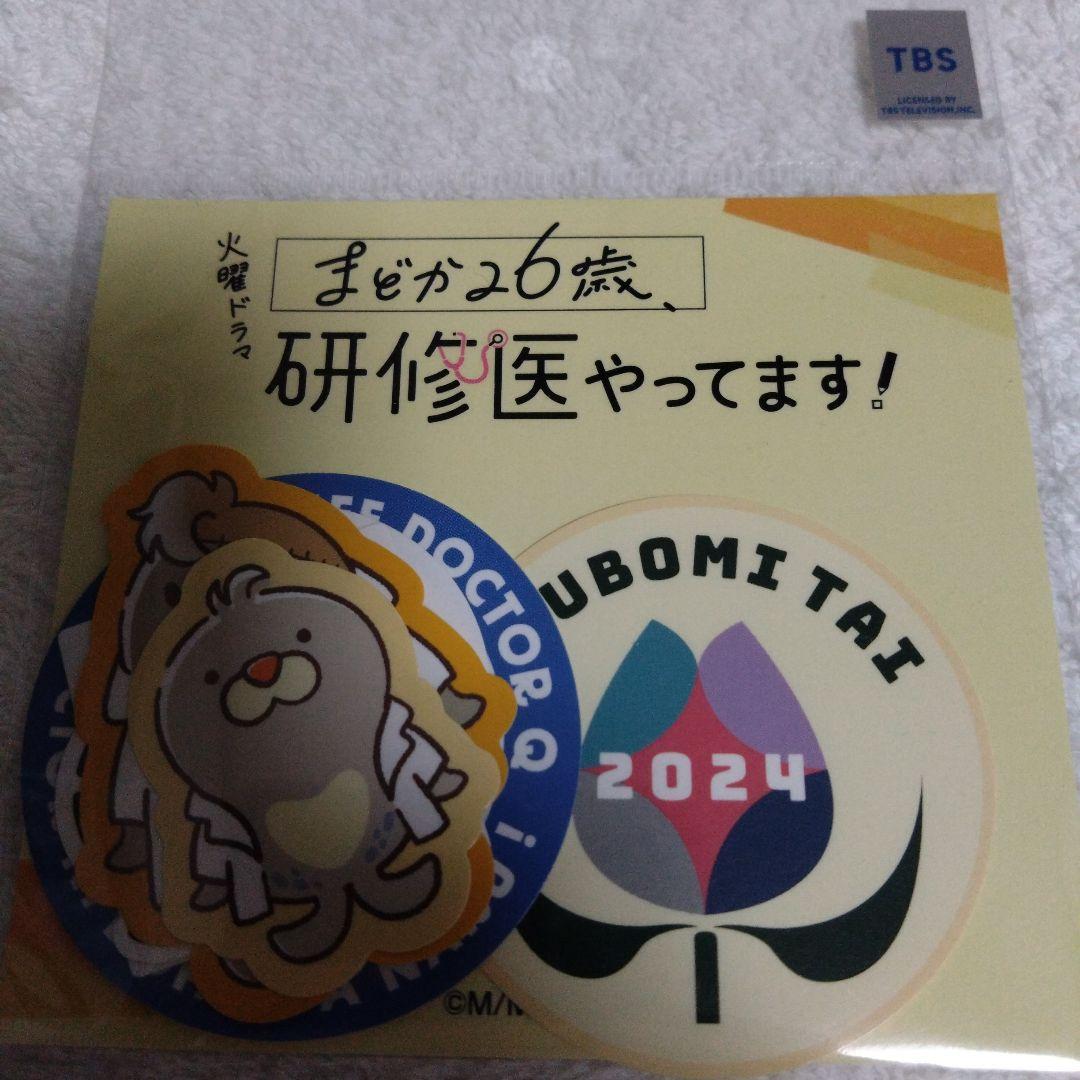 TBS
LICENSED BY
TBS TELEVISION, INC.
火曜ドラマ
まどか26歳、
研修医やってます!
DOCTOR Q
UBOMI TAI
2024
©M/